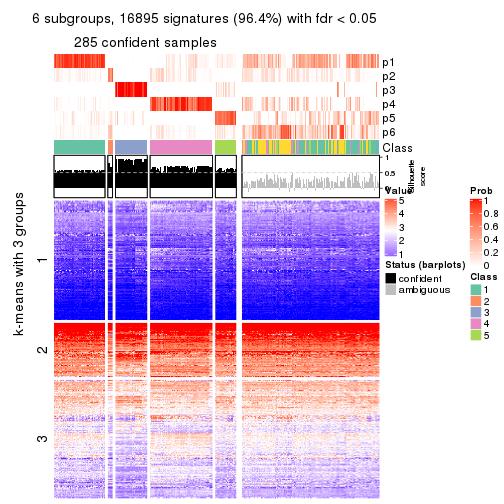 6 subgroups, 16895 signatures (96.4%) with fdr < 0.05
285 confident samples
p1
p2
p3
p4
p5
p6
Class
1
0.5
0
Silhouette
score
k-means with 3 groups
1
2
3
Value
5
4
3
2
1
Status (barplots)
confident
ambiguous
Prob
1
0.8
0.6
0.4
0.2
0
Class
1
2
3
4
5